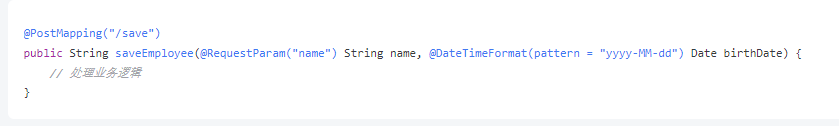 @PostMapping("/save")
public String saveEmployee(@RequestParam("name") String name, @DateTimeFormat(pattern = "yyyy-MM-dd") Date birthDate) {
// 处理业务逻辑
}